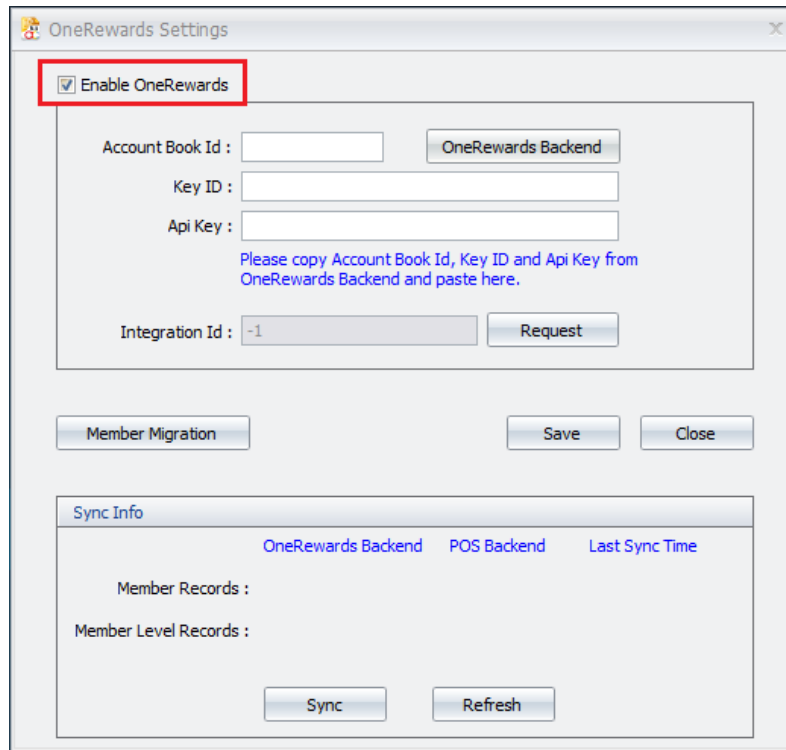 OneRewards Settings
Enable OneRewards
Account Book Id : OneRewards Backend
Key ID :
Api Key :
Please copy Account Book Id, Key ID and Api Key from
OneRewards Backend and paste here.
Integration Id : -1 Request
Member Migration Save Close
Sync Info
OneRewards Backend POS Backend Last Sync Time
Member Records :
Member Level Records :
Sync Refresh